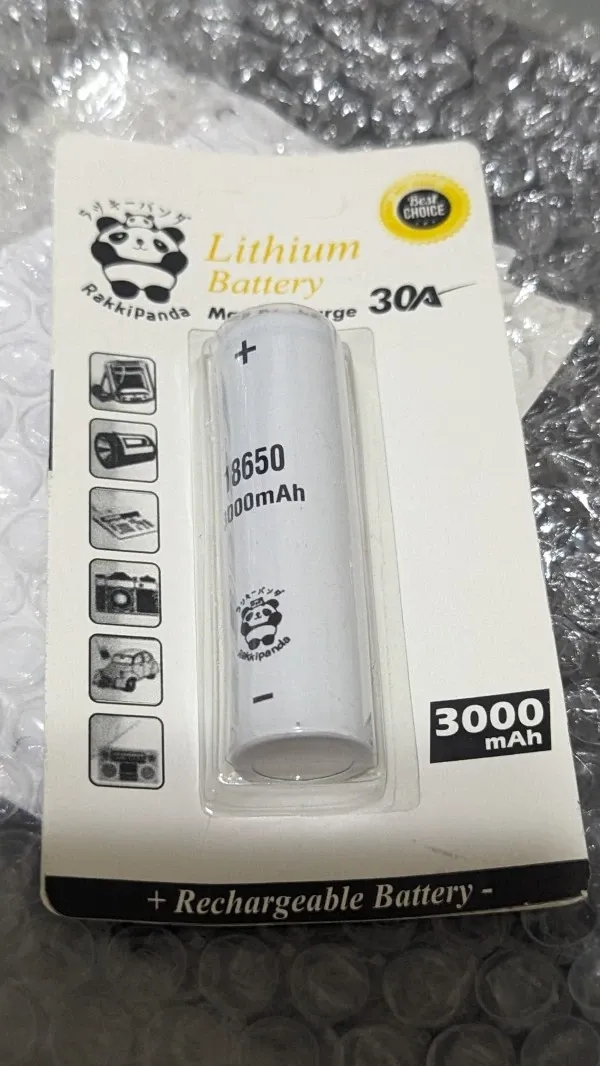 ラッキーパンダ
RakkiPanda
Best
CHOICE
Lithium
Battery
30A
+
18650
3000mAh
ラッキーパンダ
Rakkipanda
-
3000
mAh
+ Rechargeable Battery -